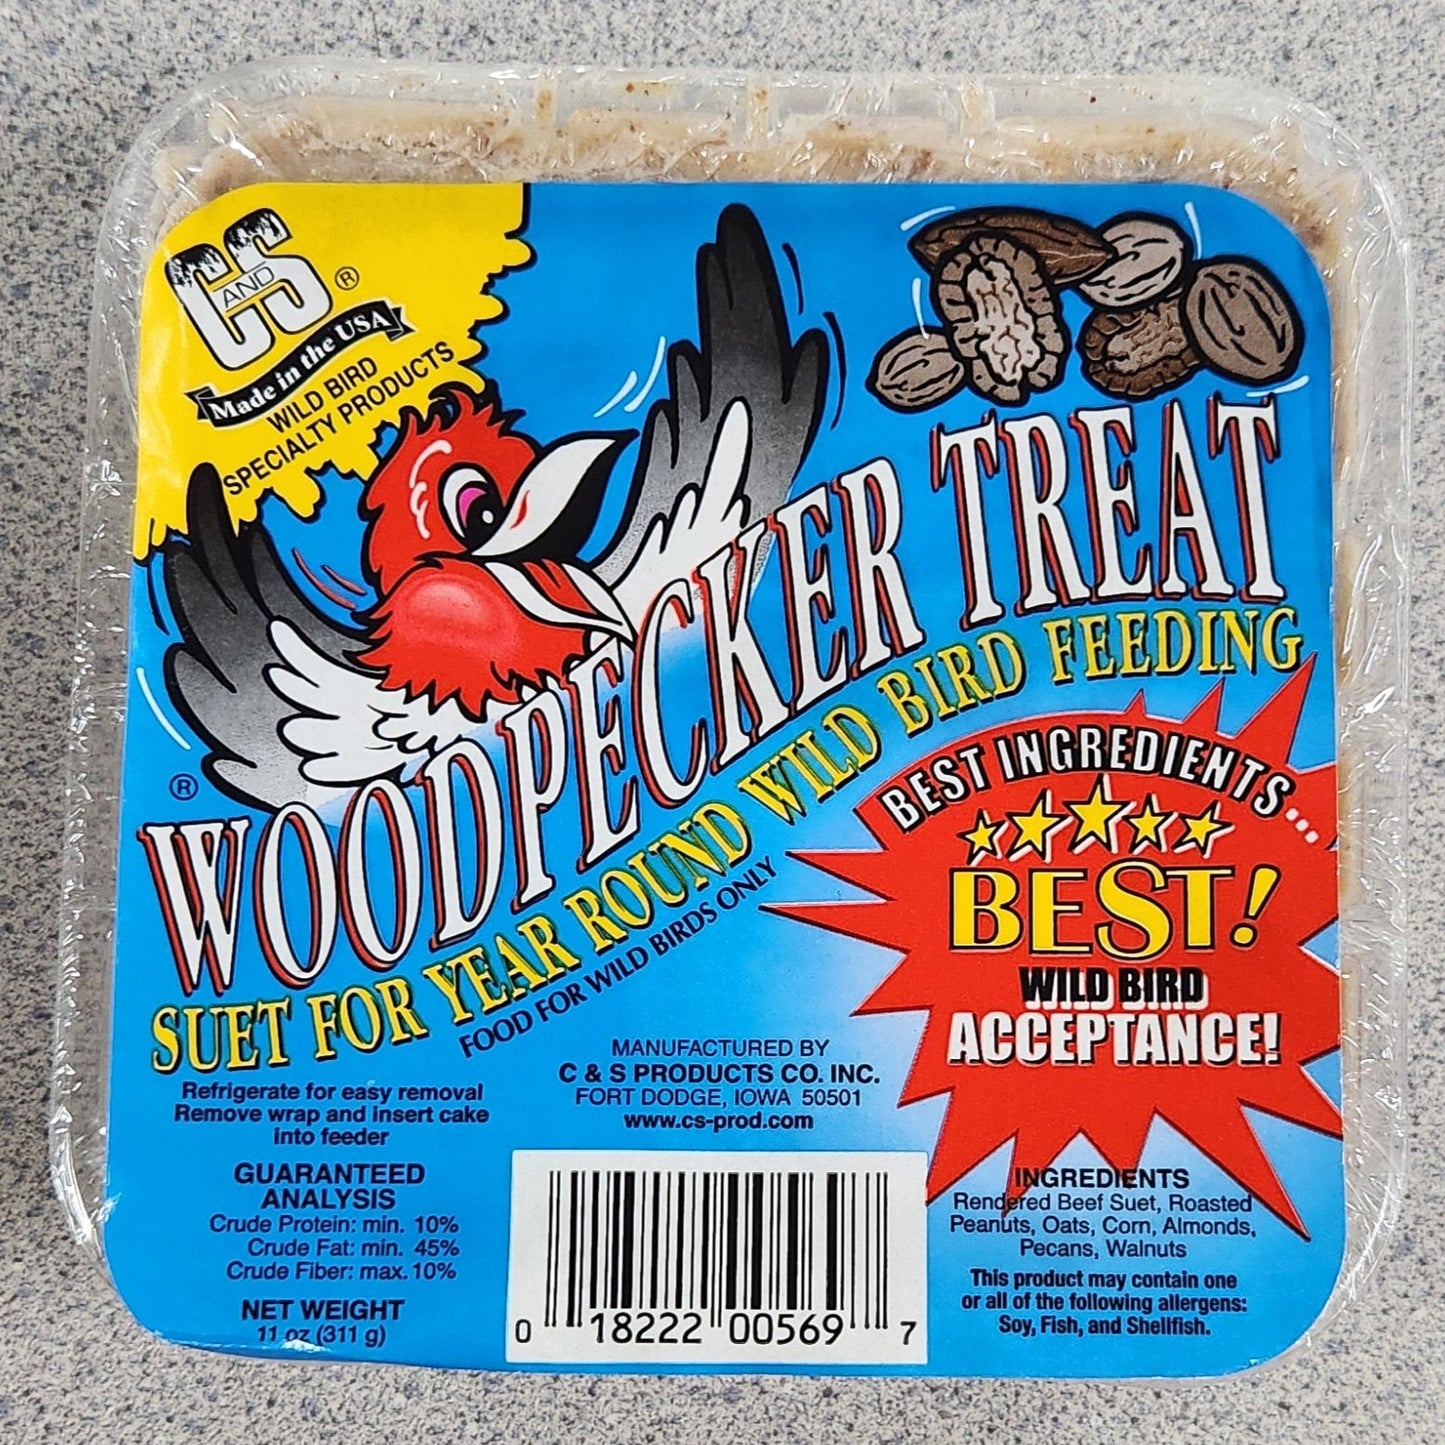 C AND S ®
Made in the USA
WILD BIRD
SPECIALTY PRODUCTS
®
WOODPECKER TREAT
SUET FOR YEAR ROUND WILD BIRD FEEDING
FOOD FOR WILD BIRDS ONLY
BEST INGREDIENTS...
BEST!
WILD BIRD
ACCEPTANCE!
Refrigerate for easy removal
Remove wrap and insert cake
into feeder
GUARANTEED
ANALYSIS
Crude Protein: min. 10%
Crude Fat: min. 45%
Crude Fiber: max. 10%
NET WEIGHT
11 oz (311 g)
MANUFACTURED BY
C & S PRODUCTS CO. INC.
FORT DODGE, IOWA 50501
www.cs-prod.com
0 18222 00569 7
INGREDIENTS
Rendered Beef Suet, Roasted
Peanuts, Oats, Corn, Almonds,
Pecans, Walnuts
This product may contain one
or all of the following allergens:
Soy, Fish, and Shellfish.